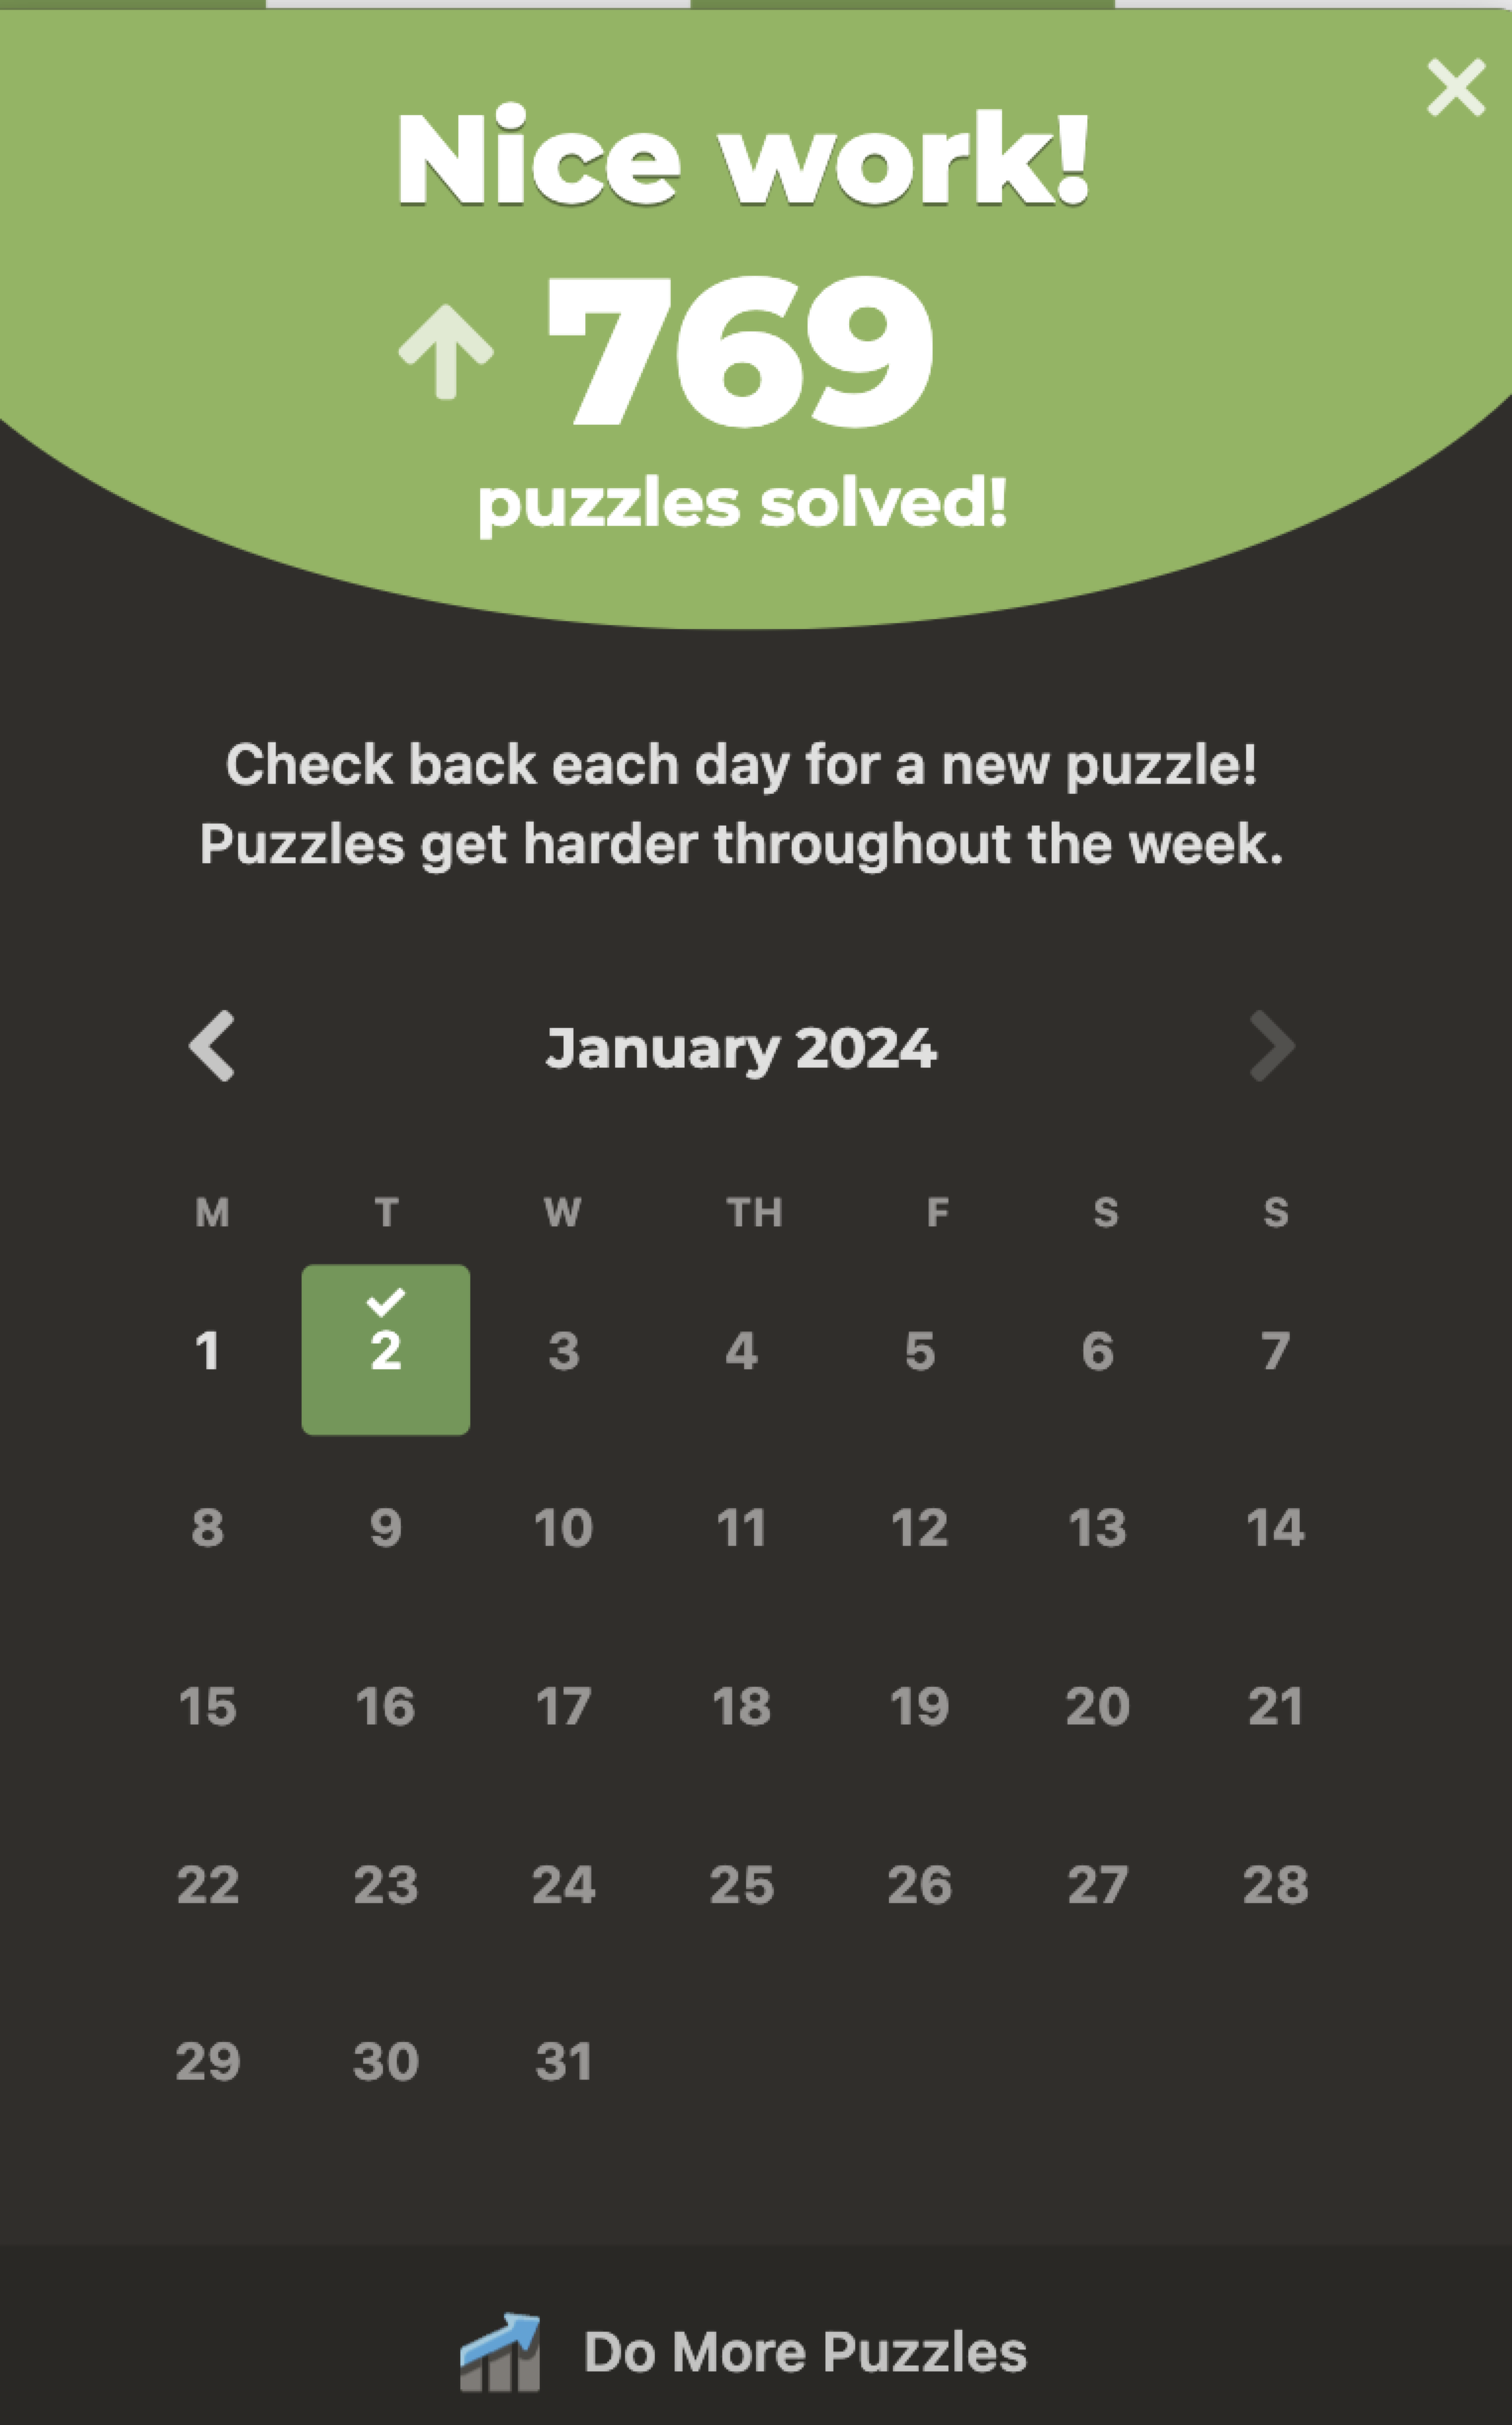 Nice work!
769
puzzles solved!
Check back each day for a new puzzle!
Puzzles get harder throughout the week.
January 2024
M T W TH F S S
1 2 3 4 5 6 7
8 9 10 11 12 13 14
15 16 17 18 19 20 21
22 23 24 25 26 27 28
29 30 31
Do More Puzzles